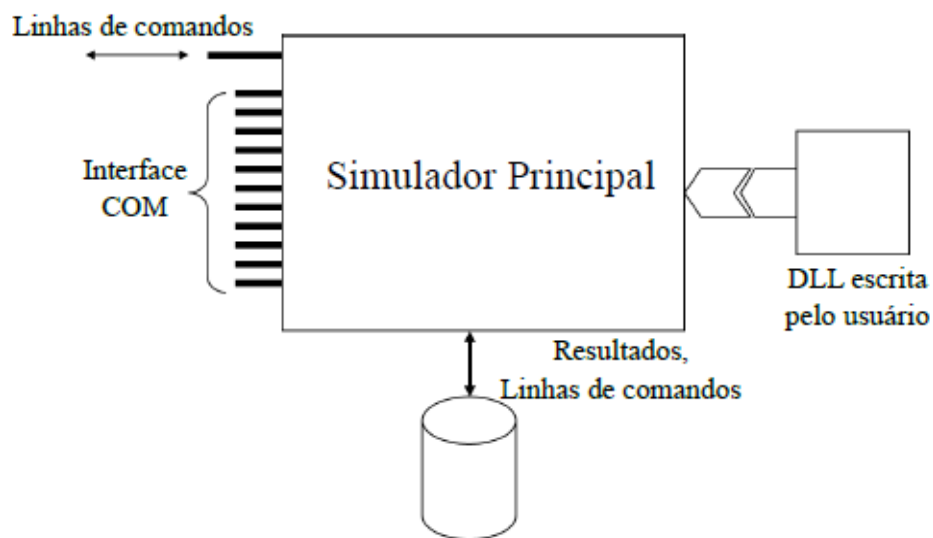 Linhas de comandos
Interface
COM
Simulador Principal
DLL escrita
pelo usuário
Resultados,
Linhas de comandos